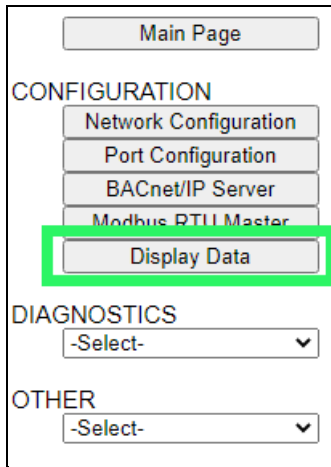 Main Page
CONFIGURATION
Network Configuration
Port Configuration
BACnet/IP Server
Modbus RTU Master
Display Data
DIAGNOSTICS
-Select-
OTHER
-Select-